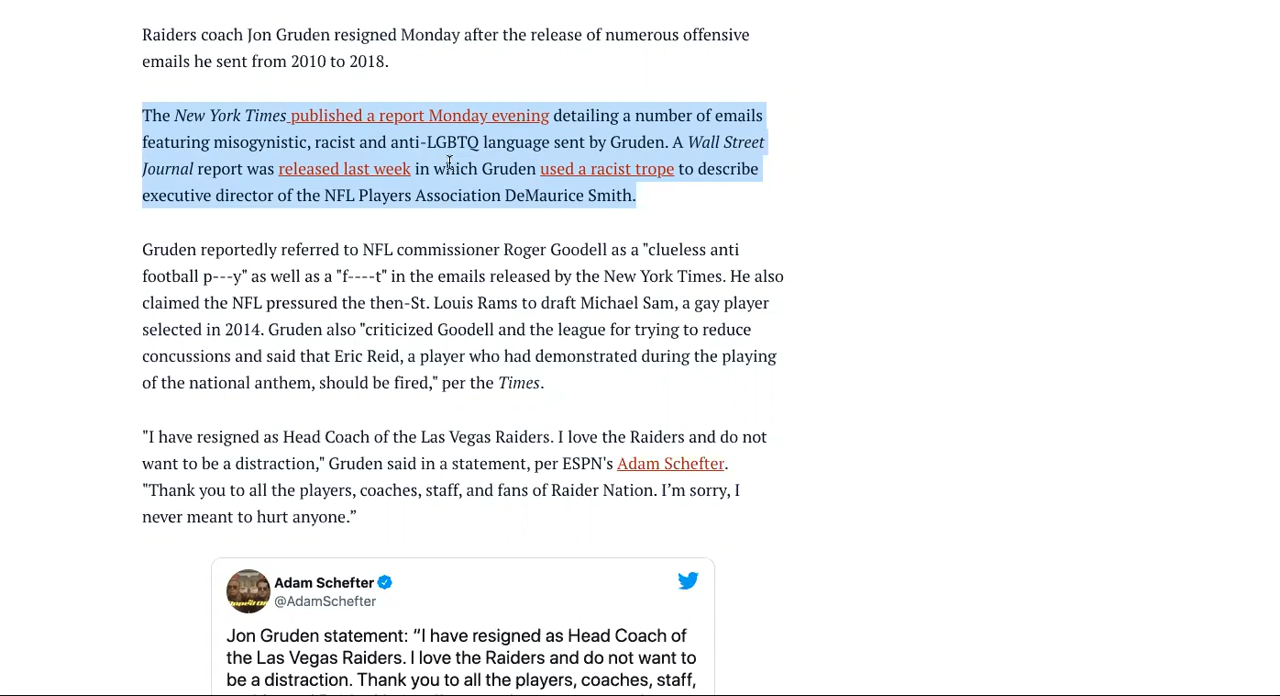 Raiders coach Jon Gruden resigned Monday after the release of numerous offensive
emails he sent from 2010 to 2018.
The New York Times published a report Monday evening detailing a number of emails
featuring misogynistic, racist and anti-LGBTQ language sent by Gruden. A Wall Street
Journal report was released last week in which Gruden used a racist trope to describe
executive director of the NFL Players Association DeMaurice Smith.
Gruden reportedly referred to NFL commissioner Roger Goodell as a "clueless anti
football p---y" as well as a "f----t" in the emails released by the New York Times. He also
claimed the NFL pressured the then-St. Louis Rams to draft Michael Sam, a gay player
selected in 2014. Gruden also "criticized Goodell and the league for trying to reduce
concussions and said that Eric Reid, a player who had demonstrated during the playing
of the national anthem, should be fired," per the Times.
"I have resigned as Head Coach of the Las Vegas Raiders. I love the Raiders and do not
want to be a distraction," Gruden said in a statement, per ESPN's Adam Schefter.
"Thank you to all the players, coaches, staff, and fans of Raider Nation. I’m sorry, I
never meant to hurt anyone.”
Adam Schefter
@AdamSchefter
Jon Gruden statement: “I have resigned as Head Coach of
the Las Vegas Raiders. I love the Raiders and do not want to
be a distraction. Thank you to all the players, coaches, staff,